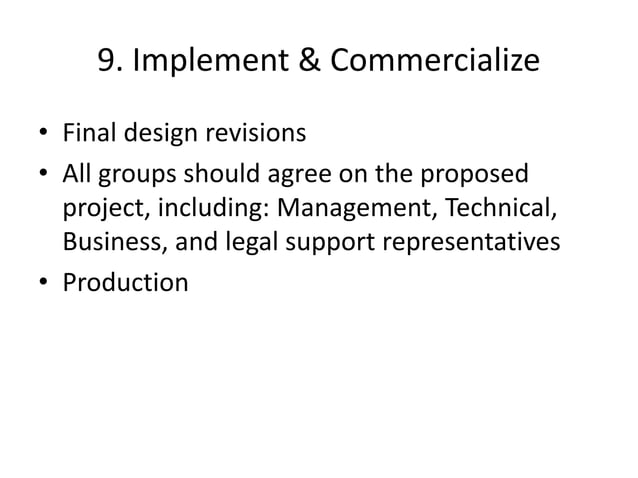 9. Implement & Commercialize
• Final design revisions
• All groups should agree on the proposed
project, including: Management, Technical,
Business, and legal support representatives
• Production